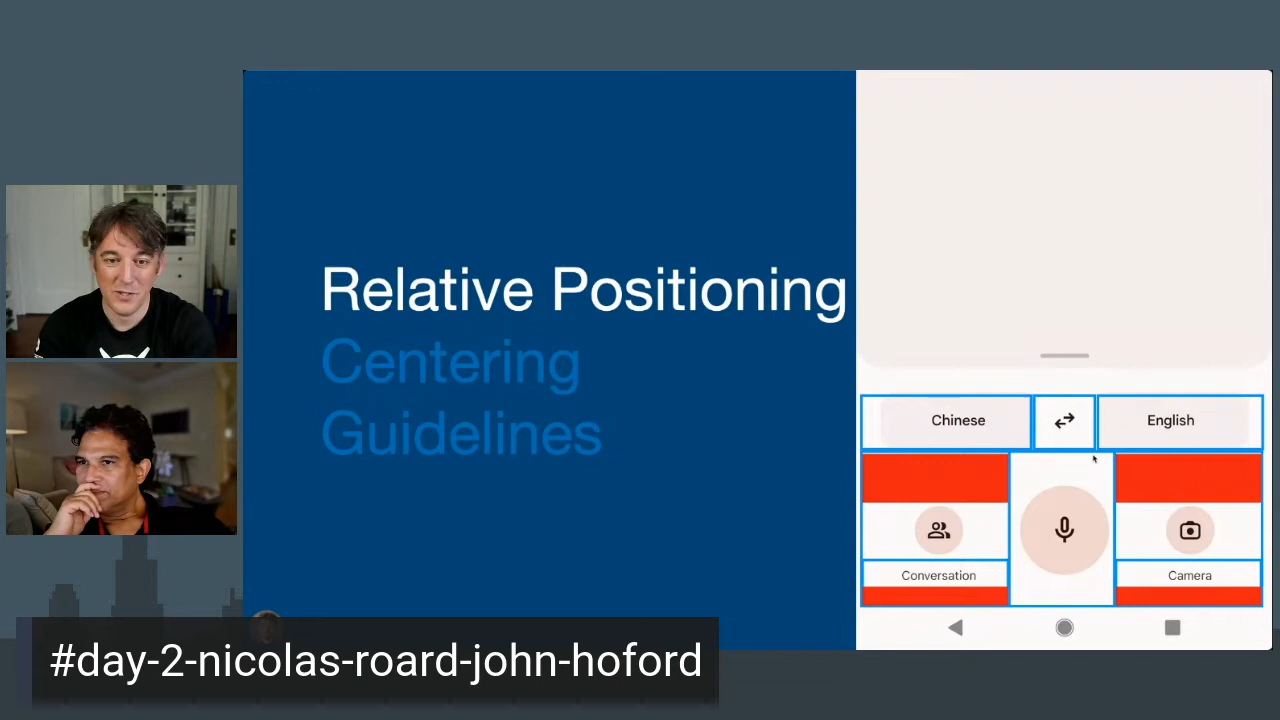 Relative Positioning
Centering
Guidelines
Chinese
English
Conversation
Camera
#day-2-nicolas-roard-john-hoford